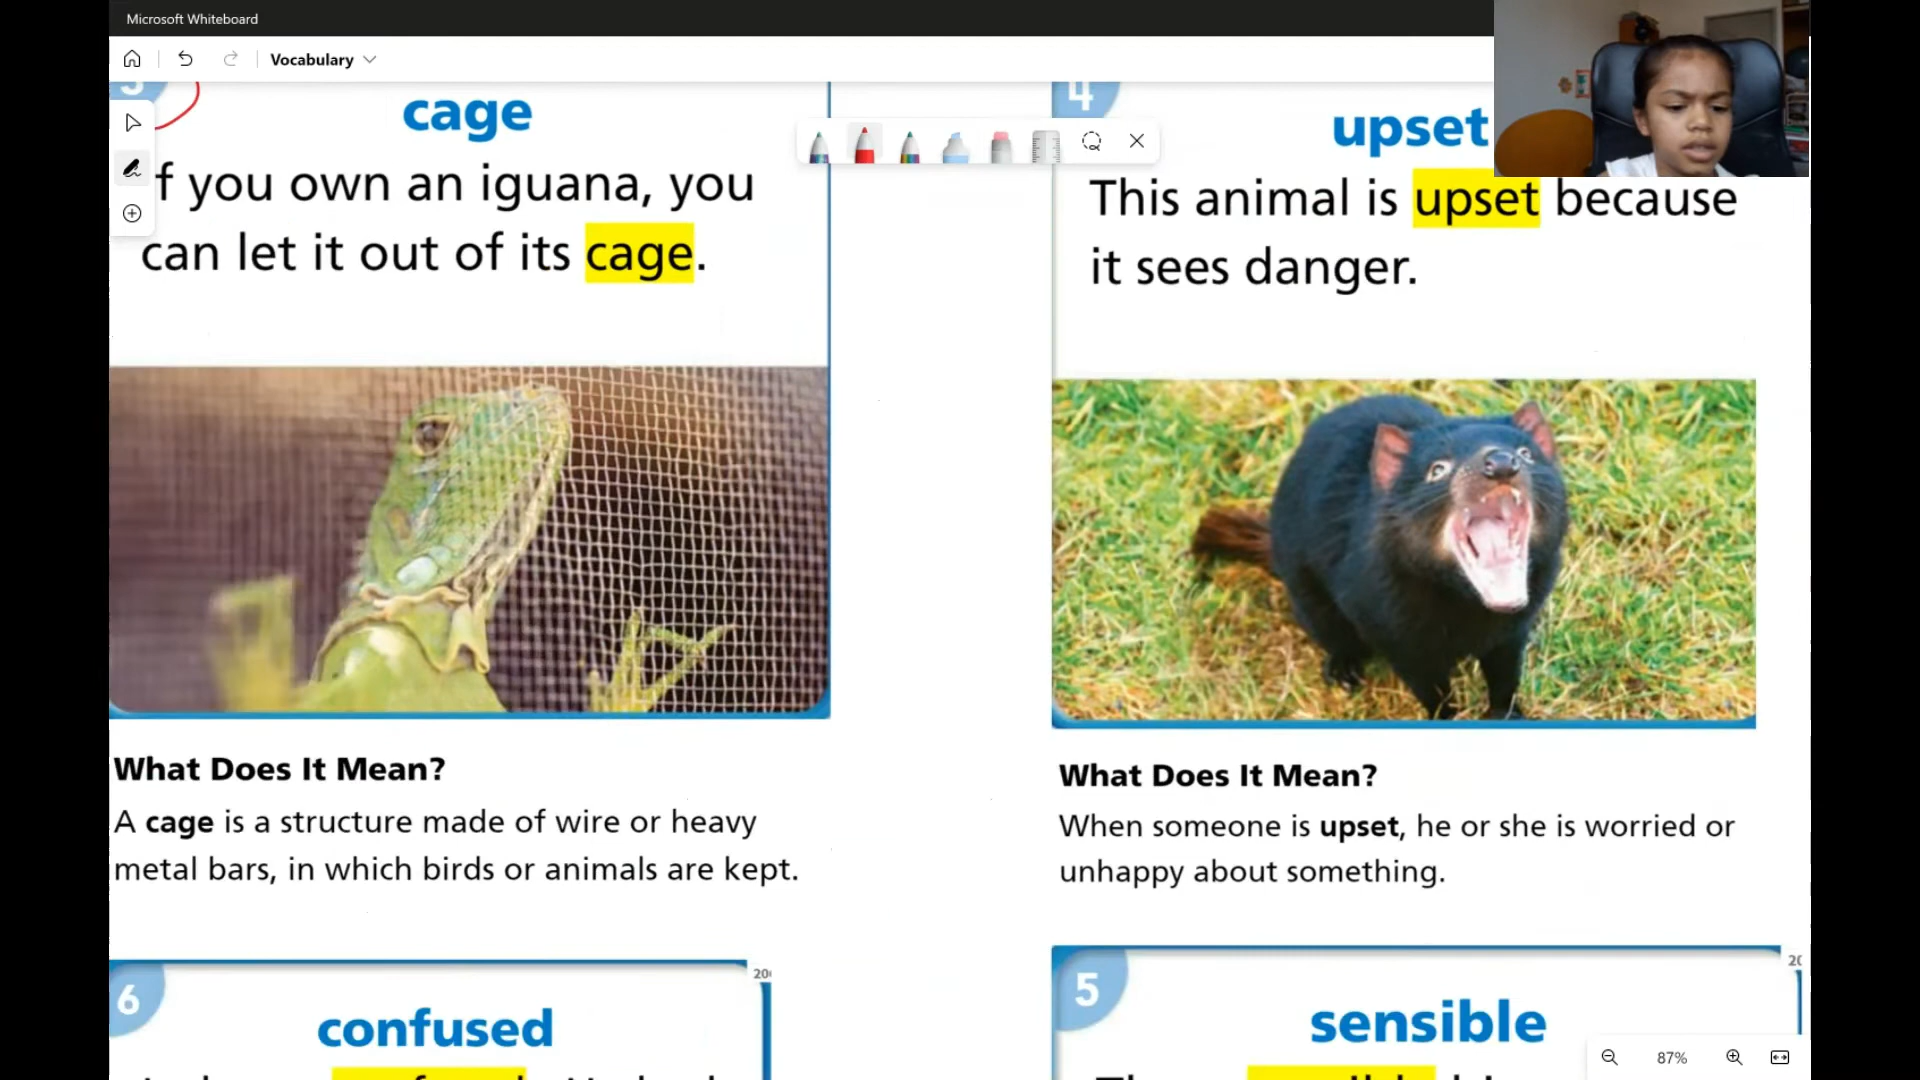 Microsoft Whiteboard
Vocabulary
3
cage
f you own an iguana, you
can let it out of its cage.
What Does It Mean?
A cage is a structure made of wire or heavy
metal bars, in which birds or animals are kept.
4
upset
This animal is upset because
it sees danger.
What Does It Mean?
When someone is upset, he or she is worried or
unhappy about something.
6
confused
5
sensible
87%